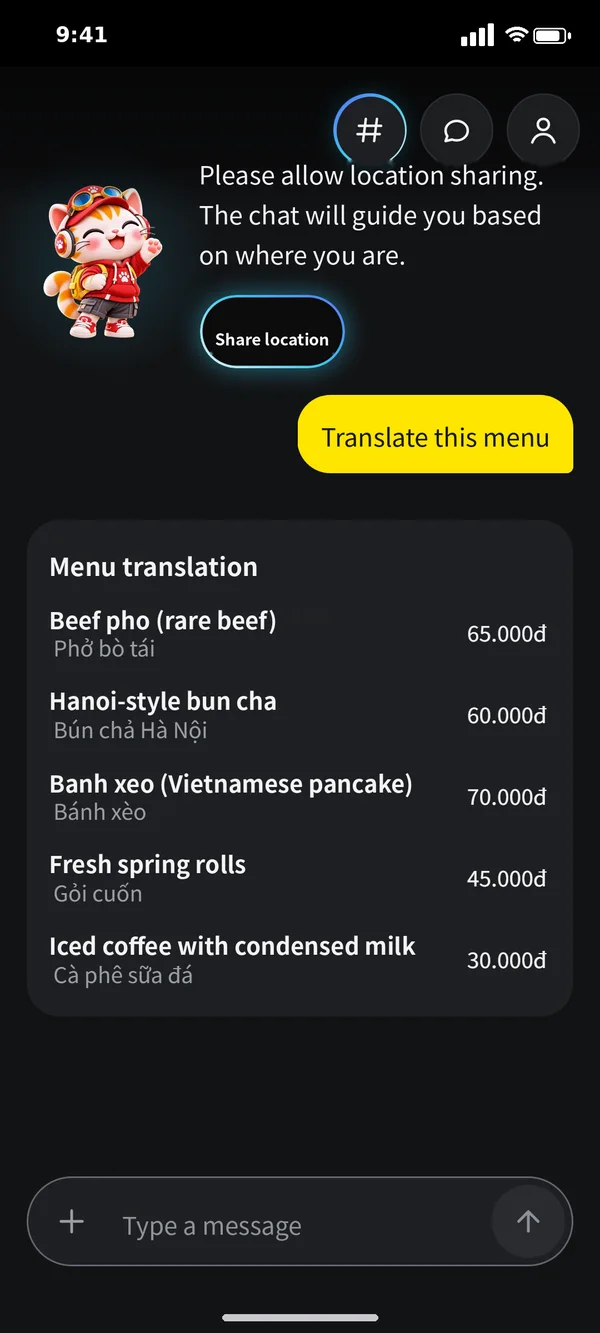 9:41
Please allow location sharing.
The chat will guide you based
on where you are.
Share location
Translate this menu
Menu translation
Beef pho (rare beef)
Phở bò tái
65.000đ
Hanoi-style bun cha
Bún chả Hà Nội
60.000đ
Banh xeo (Vietnamese pancake)
Bánh xèo
70.000đ
Fresh spring rolls
Gỏi cuốn
45.000đ
Iced coffee with condensed milk
Cà phê sữa đá
30.000đ
Type a message